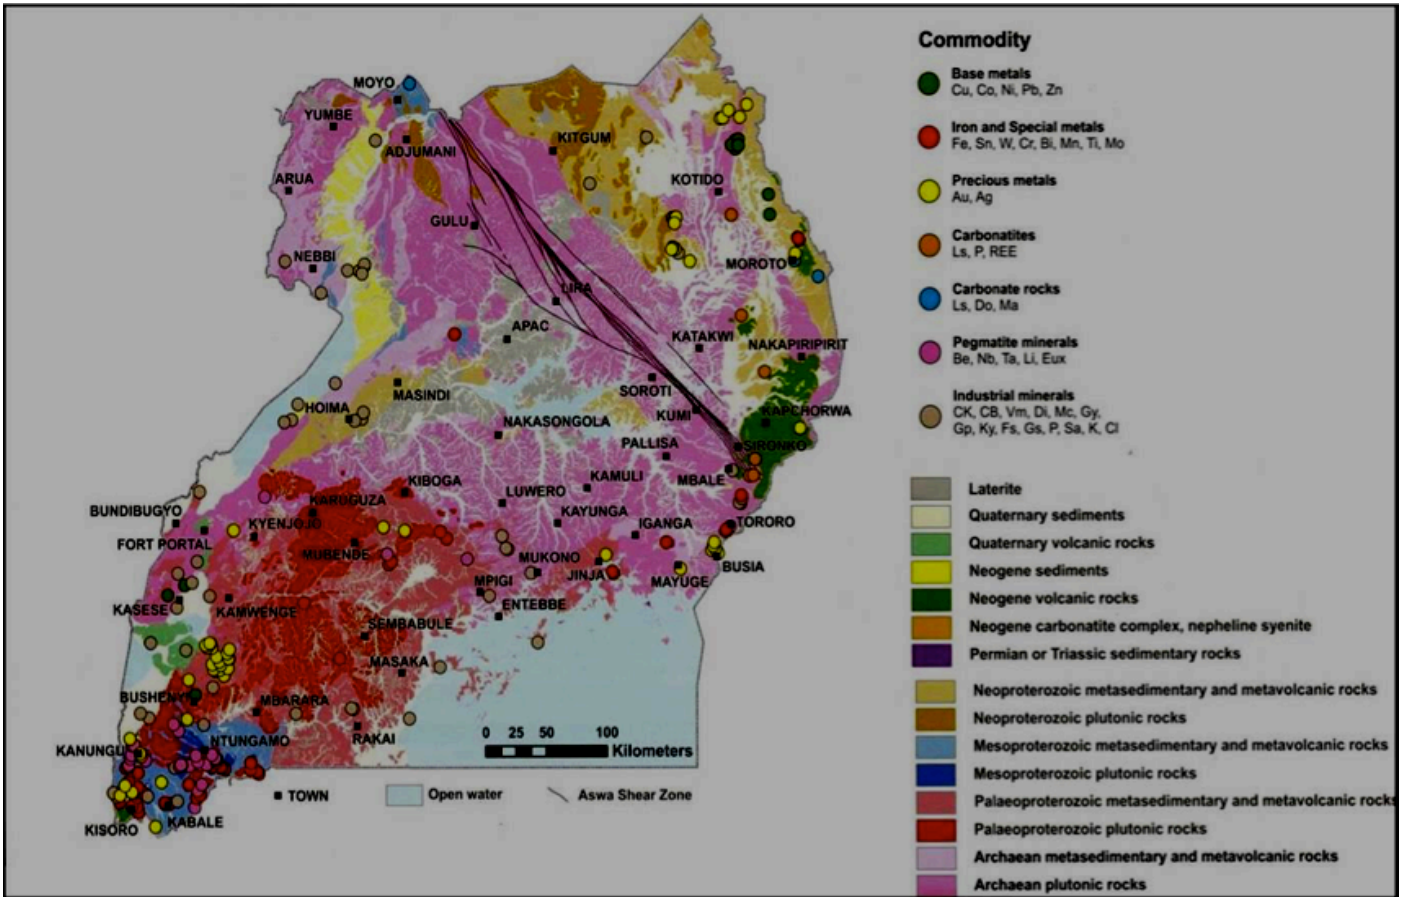 Commodity
Base metals
Cu, Co, Ni, Pb, Zn
Iron and Special metals
Fe, Sn, W, Cr, Bi, Mn, Ti, Mo
Precious metals
Au, Ag
Carbonatites
Ls, P, REE
Carbonate rocks
Ls, Do, Ma
Pegmatite minerals
Be, Nb, Ta, Li, Eux
Industrial minerals
CK, CB, Vm, Di, Mc, Gy,
Gp, Ky, Fs, Gs, P, Sa, K, Cl
Laterite
Quaternary sediments
Quaternary volcanic rocks
Neogene sediments
Neogene volcanic rocks
Neogene carbonatite complex, nepheline syenite
Permian or Triassic sedimentary rocks
Neoproterozoic metasedimentary and metavolcanic rocks
Neoproterozoic plutonic rocks
Mesoproterozoic metasedimentary and metavolcanic rocks
Mesoproterozoic plutonic rocks
Palaeoproterozoic metasedimentary and metavolcanic rocks
Palaeoproterozoic plutonic rocks
Archaean metasedimentary and metavolcanic rocks
Archaean plutonic rocks
MOYO
YUMBE
ADJUMANI
KITGUM
ARUA
KOTIDO
GULU
NEBBI
MOROTO
LIRA
APAC
KATAKWI
NAKAPIRIPIRIT
MASINDI
SOROTI
HOIMA
KUMI
KAPCHORWA
NAKASONGOLA
PALLISA
SIRONKO
KIBOGA
KAMULI
MBALE
KARUGUZA
LUWERO
BUNDIBUGYO
KYENJOJO
KAYUNGA
IGANGA
TORORO
FORT PORTAL
MUBENDE
MUKONO
JINJA
MAYUGE
BUSIA
MPIGI
KASESE
KAMWENGE
ENTEBBE
SEMBABULE
MASAKA
BUSHENYI
MBARARA
KANUNGU
NTUNGAMO
RAKAI
0 25 50 100
Kilometers
TOWN
Open water
Aswa Shear Zone
KISORO
KABALE